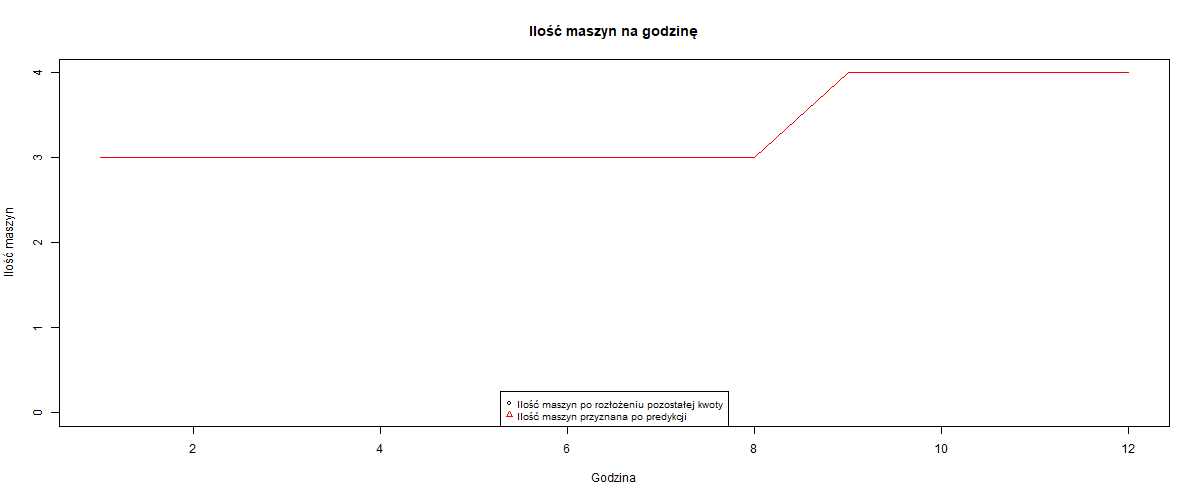 Ilość maszyn na godzinę
Ilość maszyn
4
3
2
1
0
Ilość maszyn po rozłożeniu pozostałej kwoty
Ilość maszyn przyznana po predykcji
2 4 6 8 10 12
Godzina